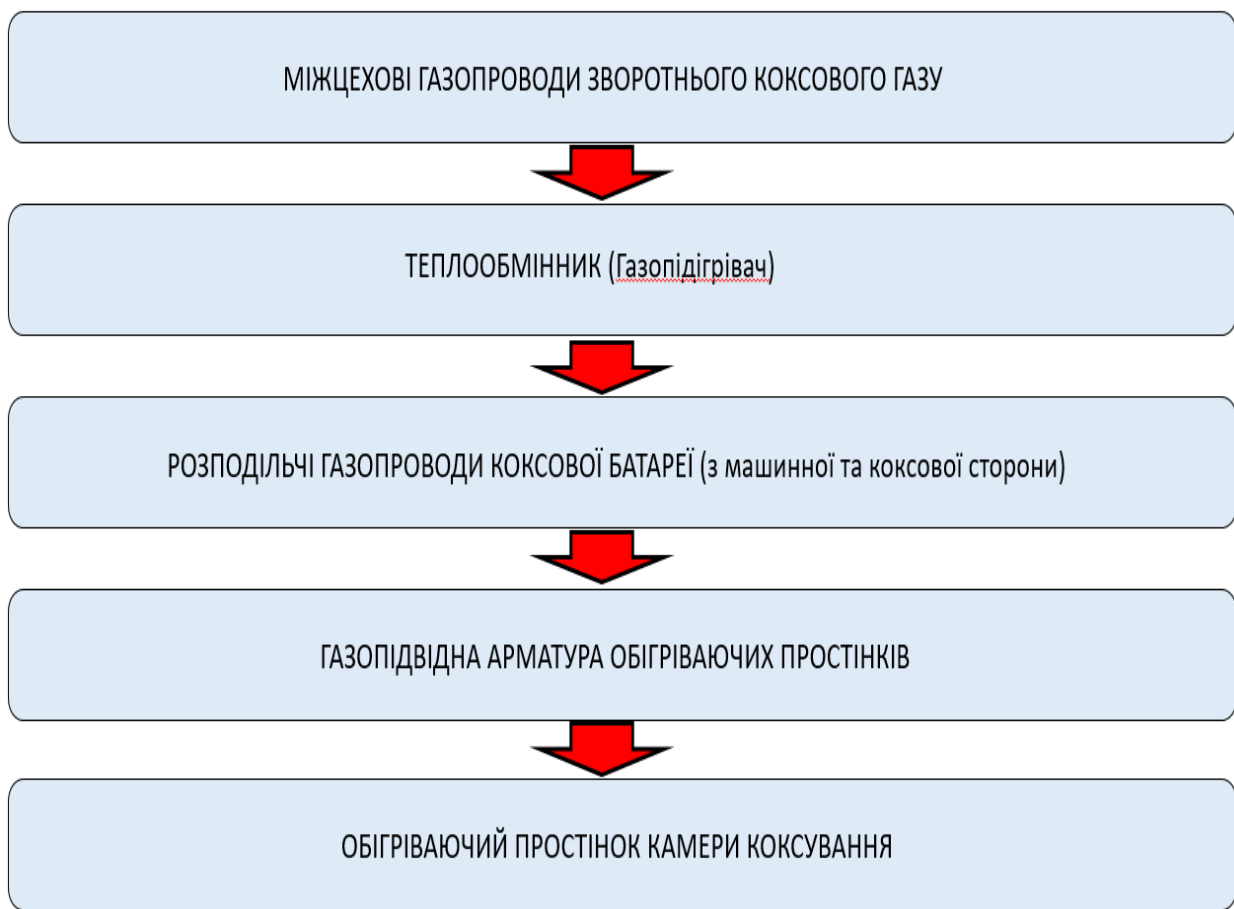 МІЖЦЕХОВІ ГАЗОПРОВОДИ ЗВОРОТНЬОГО КОКСОВОГО ГАЗУ
ТЕПЛООБМІННИК (Газопідігрівач)
РОЗПОДІЛЬЧІ ГАЗОПРОВОДИ КОКСОВОЇ БАТАРЕЇ (з машинної та коксової сторони)
ГАЗОПІДВІДНА АРМАТУРА ОБІГРІВАЮЧИХ ПРОСТІНКІВ
ОБІГРІВАЮЧИЙ ПРОСТІНОК КАМЕРИ КОКСУВАННЯ